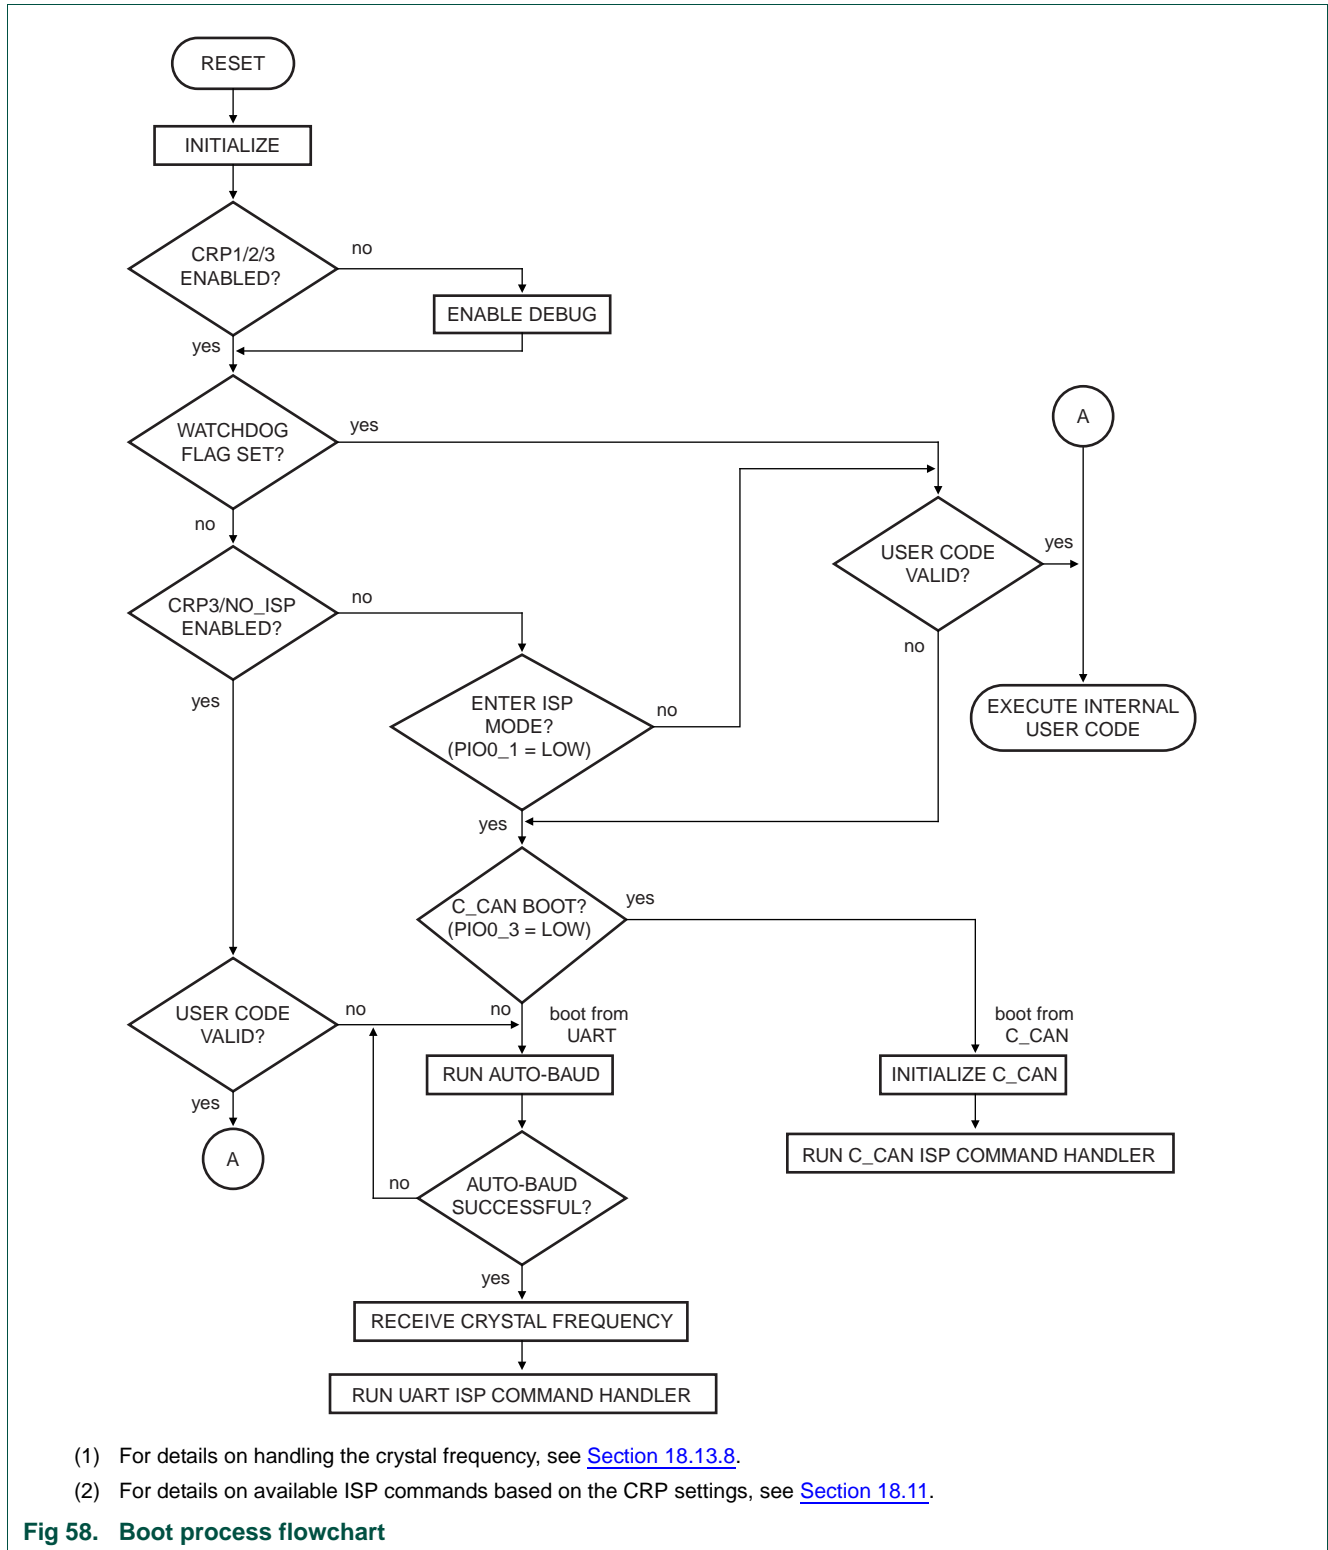 RESET
INITIALIZE
CRP1/2/3
ENABLED?
no
ENABLE DEBUG
yes
WATCHDOG
FLAG SET?
yes
A
no
USER CODE
VALID?
yes
CRP3/NO_ISP
ENABLED?
no
no
yes
ENTER ISP
MODE?
(PIO0_1 = LOW)
no
EXECUTE INTERNAL
USER CODE
yes
C_CAN BOOT?
(PIO0_3 = LOW)
yes
USER CODE
VALID?
no
no
boot from
UART
boot from
C_CAN
RUN AUTO-BAUD
INITIALIZE C_CAN
yes
A
RUN C_CAN ISP COMMAND HANDLER
no
AUTO-BAUD
SUCCESSFUL?
yes
RECEIVE CRYSTAL FREQUENCY
RUN UART ISP COMMAND HANDLER
(1) For details on handling the crystal frequency, see Section 18.13.8.
(2) For details on available ISP commands based on the CRP settings, see Section 18.11.
Fig 58. Boot process flowchart